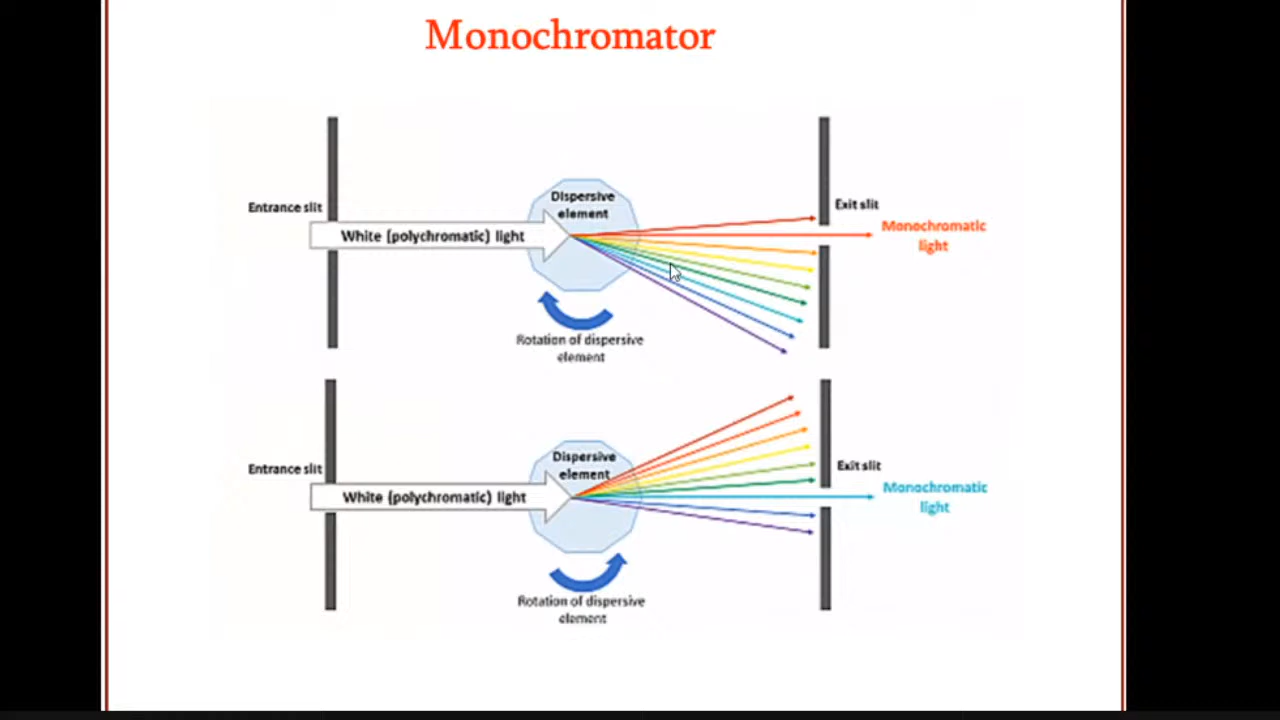 Monochromator
Dispersive
element
Entrance slit
Exit slit
White (polychromatic) light
Monochromatic
light
Rotation of dispersive
element
Dispersive
element
Entrance slit
Exit slit
White (polychromatic) light
Monochromatic
light
Rotation of dispersive
element